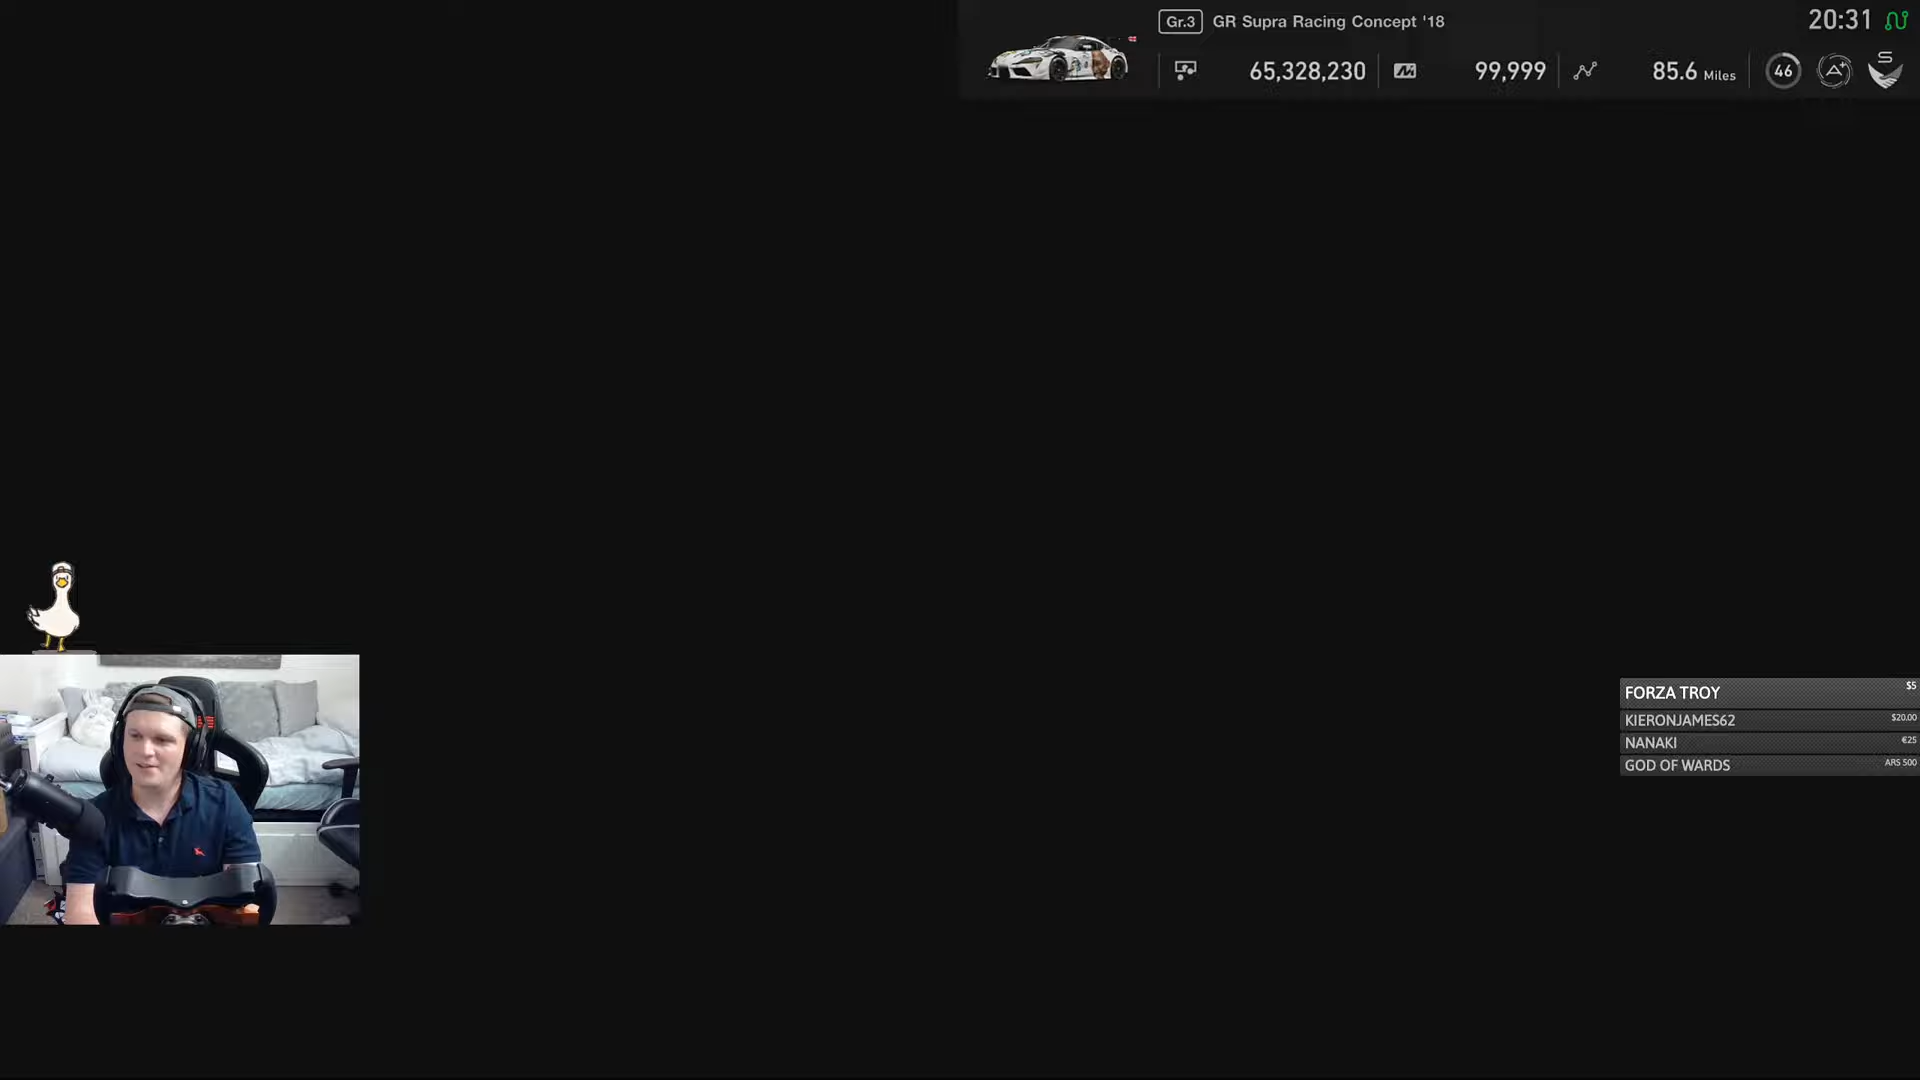 Gr.3 GR Supra Racing Concept '18
20:31
65,328,230
99,999
85.6 Miles
46
A+
S
FORZA TROY $5
KIERONJAMES62 $20.00
NANAKI €25
GOD OF WARDS ARS 500